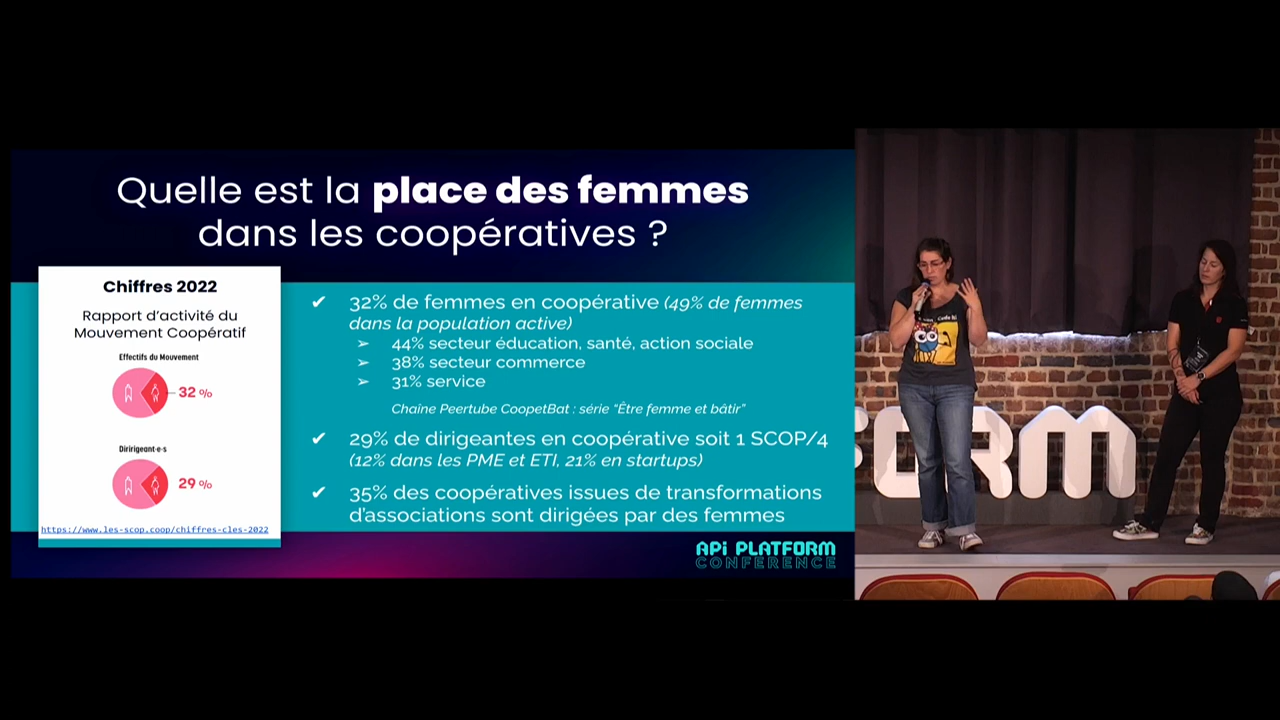 Quelle est la place des femmes
dans les coopératives ?
Chiffres 2022
Rapport d'activité du
Mouvement Coopératif
Effectifs du Mouvement
32 %
Diririgeant·e·s
29 %
https://www.les-scop.coop/chiffres-cles-2022
✔ 32% de femmes en coopérative (49% de femmes
dans la population active)
➢ 44% secteur éducation, santé, action sociale
➢ 38% secteur commerce
➢ 31% service
Chaîne Peertube CoopetBat : série "Être femme et bâtir"
✔ 29% de dirigeantes en coopérative soit 1 SCOP/4
(12% dans les PME et ETI, 21% en startups)
✔ 35% des coopératives issues de transformations
d'associations sont dirigées par des femmes
APi PLATFORM
CONFERENCE
FORM